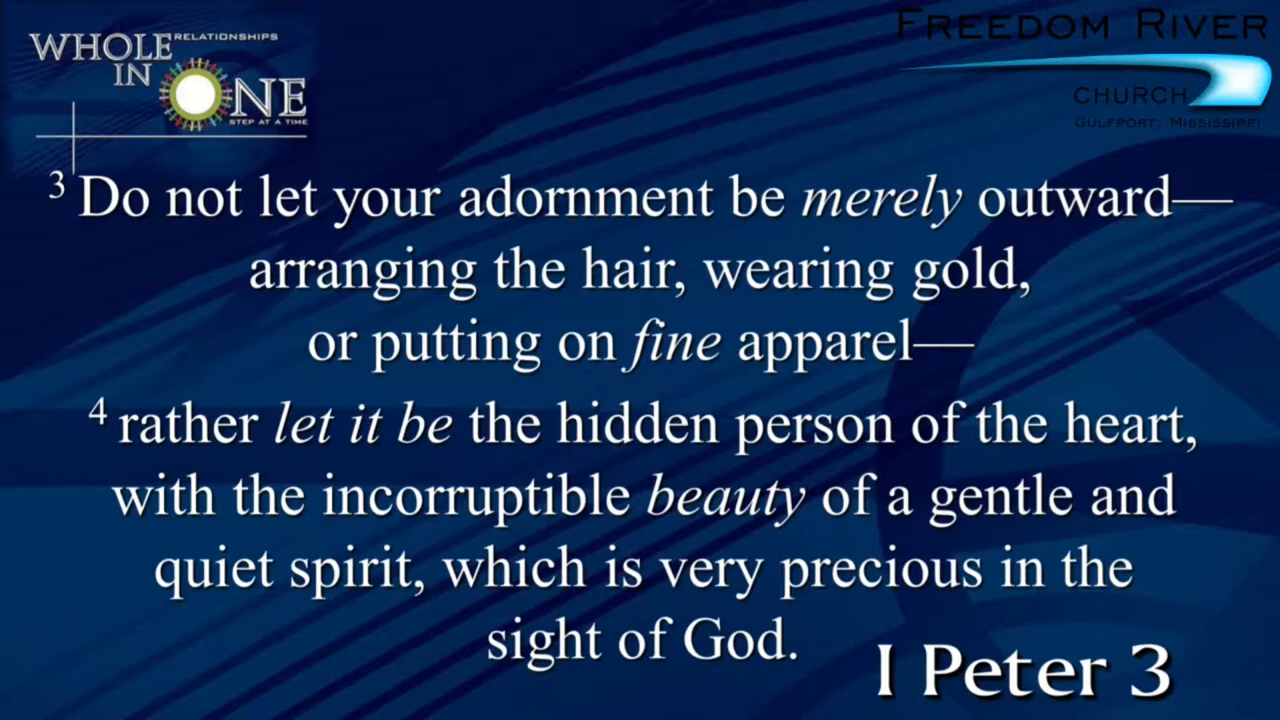 WHOLE RELATIONSHIPS
IN ONE
STEP AT A TIME
FREEDOM RIVER
CHURCH
GULFPORT, MISSISSIPPI
3 Do not let your adornment be merely outward—
arranging the hair, wearing gold,
or putting on fine apparel—
4 rather let it be the hidden person of the heart,
with the incorruptible beauty of a gentle and
quiet spirit, which is very precious in the
sight of God.
I Peter 3